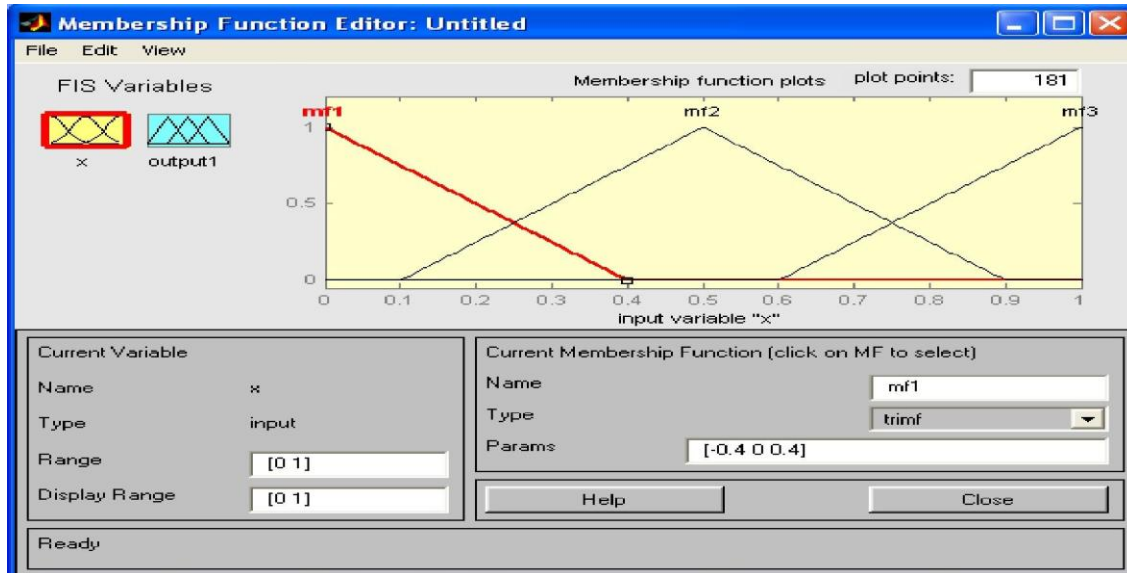 Membership Function Editor: Untitled
File Edit View
FIS Variables
x
output1
Membership function plots
plot points:
181
mf1
mf2
mf3
1
0.5
0
0 0.1 0.2 0.3 0.4 0.5 0.6 0.7 0.8 0.9 1
input variable "x"
Current Variable
Name x
Type input
Range [0 1]
Display Range [0 1]
Current Membership Function (click on MF to select)
Name mf1
Type trimf
Params [-0.4 0 0.4]
Help
Close
Ready